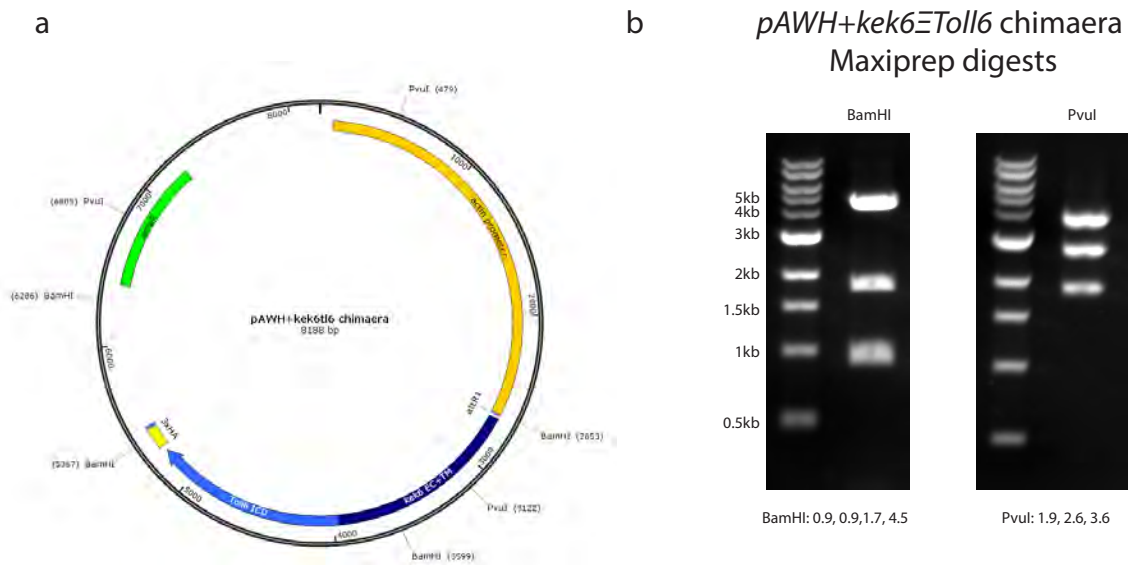 a
PvuI (479)
8000
1000
7000
(6805) PvuI
actin promoter
(6206) BamHI
2000
pAWH+kek6tl6 chimaera
8188 bp
6000
attR1
BamHI (2653)
3xHA
3000
(5367) BamHI
kek6 EC+TM
5000
Toll6 ICD
PvuI (3122)
4000
BamHI (3599)
b
pAWH+kek6ΞToll6 chimaera
Maxiprep digests
BamHI
PvuI
5kb
4kb
3kb
2kb
1.5kb
1kb
0.5kb
BamHI: 0.9, 0.9,1.7, 4.5
PvuI: 1.9, 2.6, 3.6